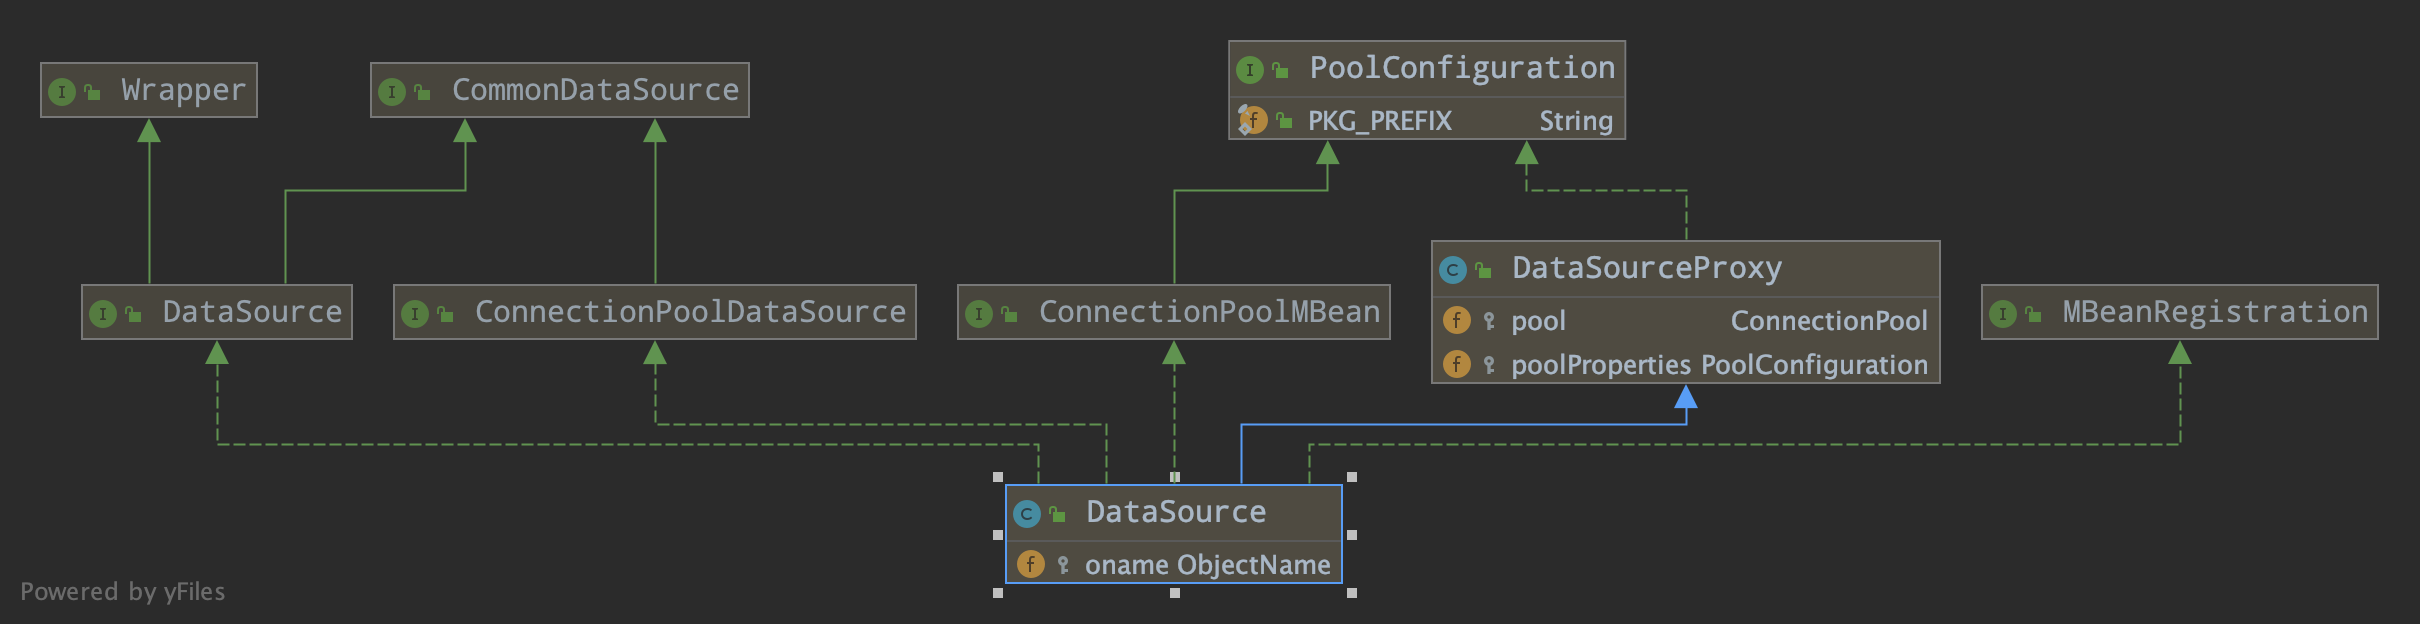 Wrapper
CommonDataSource
PoolConfiguration
PKG_PREFIX String
DataSource
ConnectionPoolDataSource
ConnectionPoolMBean
DataSourceProxy
pool ConnectionPool
poolProperties PoolConfiguration
MBeanRegistration
DataSource
oname ObjectName
Powered by yFiles